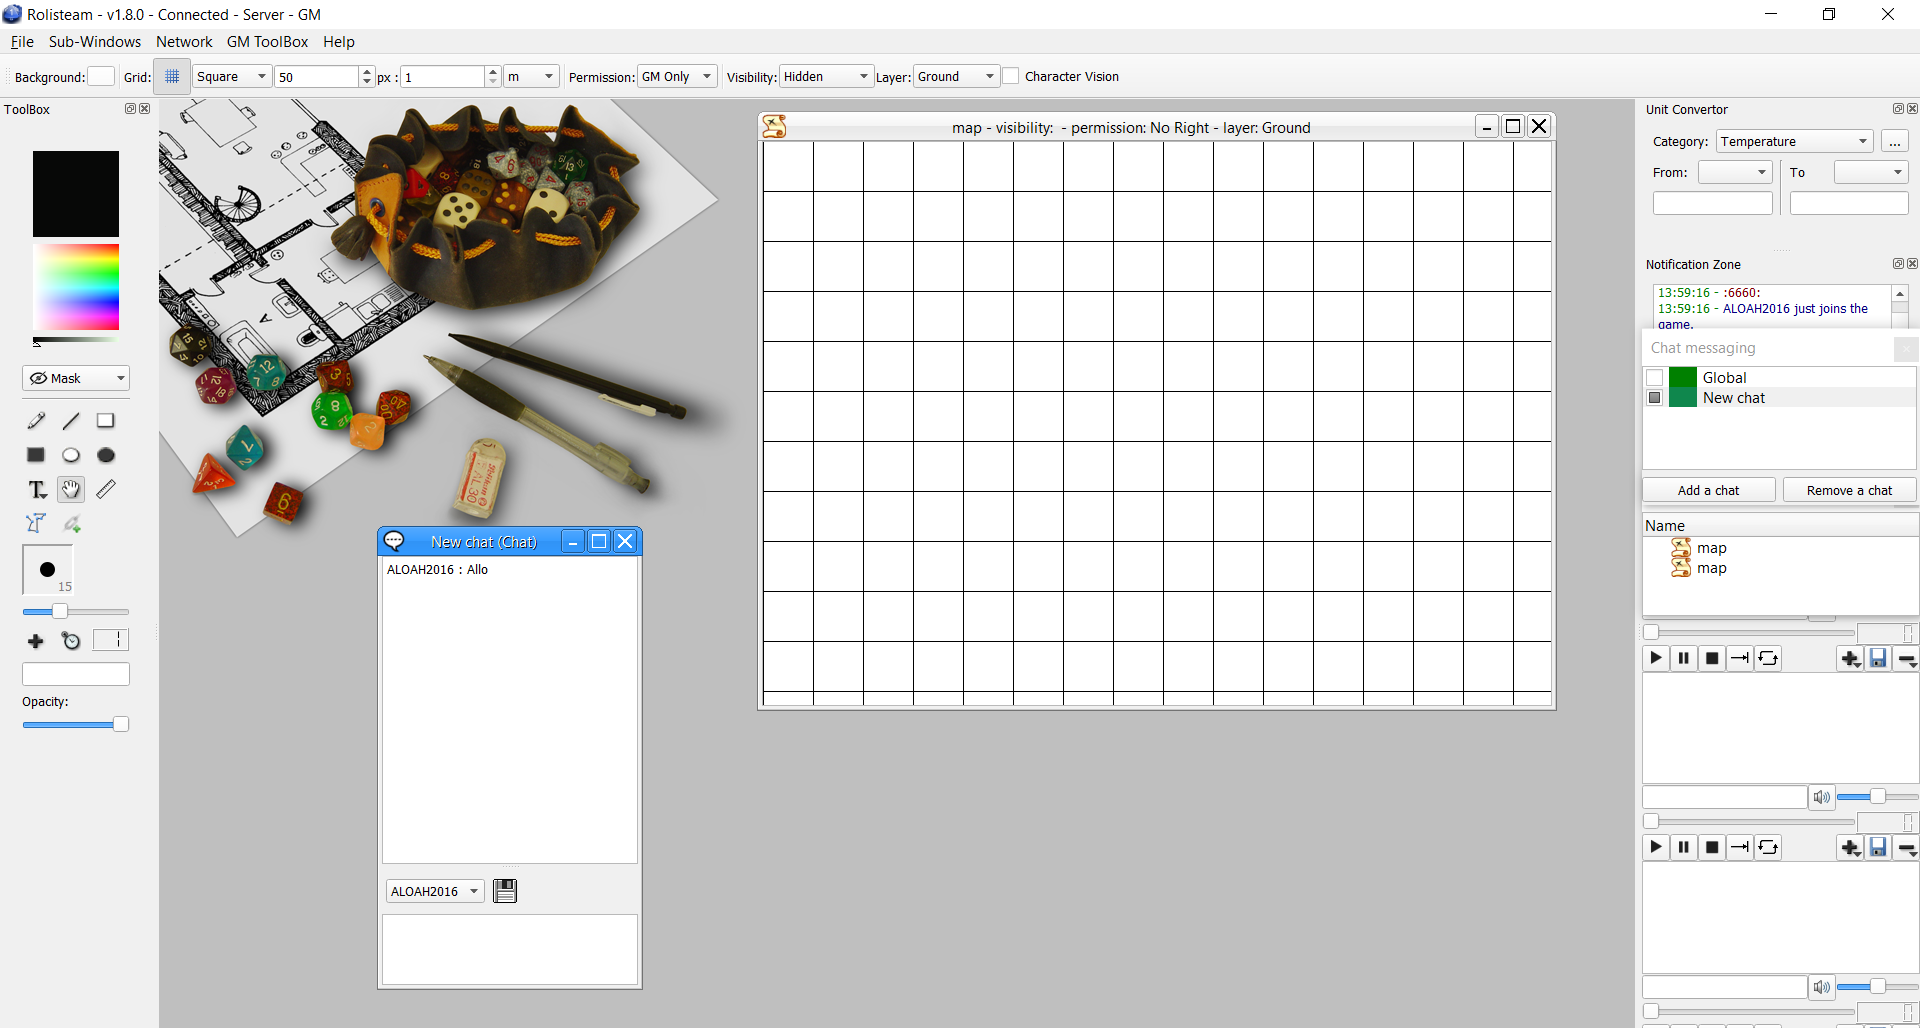 Rolisteam - v1.8.0 - Connected - Server - GM
File Sub-Windows Network GM ToolBox Help
Background: Grid: Square 50 px : 1 m Permission: GM Only Visibility: Hidden Layer: Ground Character Vision
ToolBox
Mask
15
Opacity:
map - visibility:  - permission: No Right - layer: Ground
New chat (Chat)
ALOAH2016 : Allo
ALOAH2016
Unit Convertor
Category: Temperature ...
From: To
Notification Zone
13:59:16 - :6660:
13:59:16 - ALOAH2016 just joins the
game.
Chat messaging
Global
New chat
Add a chat Remove a chat
Name
map
map
AL30